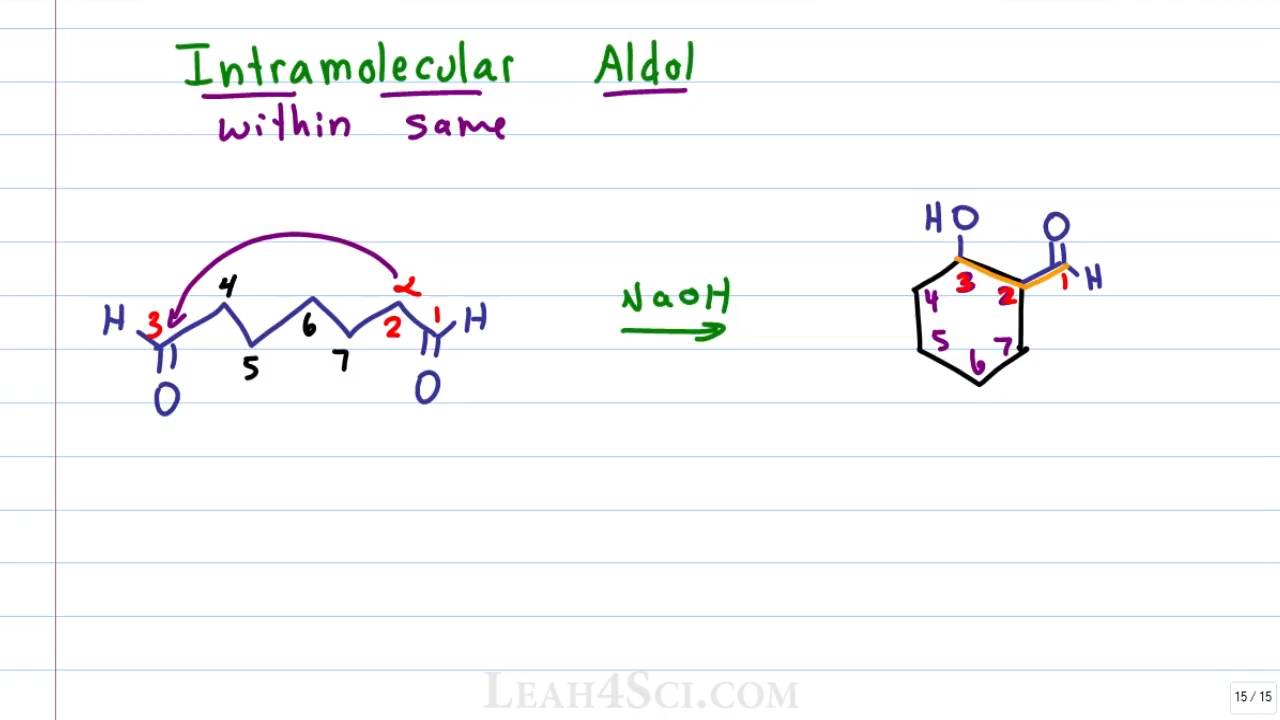 Intramolecular Aldol
within same
H O O
4 α
H 3 6 2 1 H NaOH 3 2 1 H
5 7 4 5 6 7
O O
LEAH4SCI.COM
15 / 15